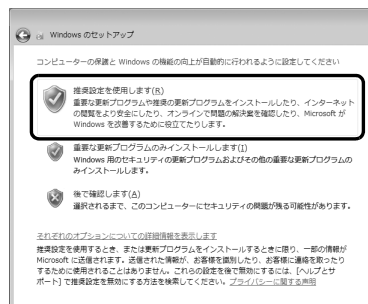 Windows のセットアップ
コンピューターの保護と Windows の機能の向上が自動的に行われるように設定してください
推奨設定を使用します(R)
重要な更新プログラムや推奨の更新プログラムをインストールしたり、インターネット
の閲覧をより安全にしたり、オンラインで問題の解決策を確認したり、Microsoft が
Windows を改善するために役立てたりします。
重要な更新プログラムのみインストールします(I)
Windows 用のセキュリティの更新プログラムおよびその他の重要な更新プログラムの
みインストールします。
後で確認します(A)
選択されるまで、このコンピューターにセキュリティの問題が残る可能性があります。
それぞれのオプションについての詳細情報を表示します
推奨設定を使用するとき、または更新プログラムをインストールするときに限り、一部の情報が
Microsoft に送信されます。送信された情報が、お客様を識別したり、お客様に連絡を取ったり
するために使用されることはありません。これらの設定を後で無効にするには、[ヘルプとサ
ポート] で推奨設定を無効にする方法を検索してください。プライバシーに関する声明